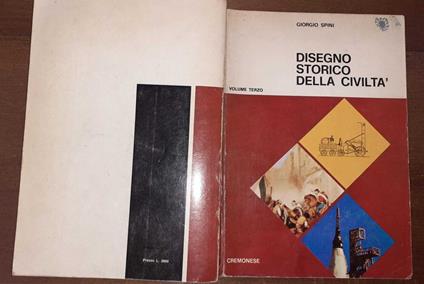 GIORGIO SPINI
DISEGNO
STORICO
DELLA CIVILTA'
VOLUME TERZO
CREMONESE